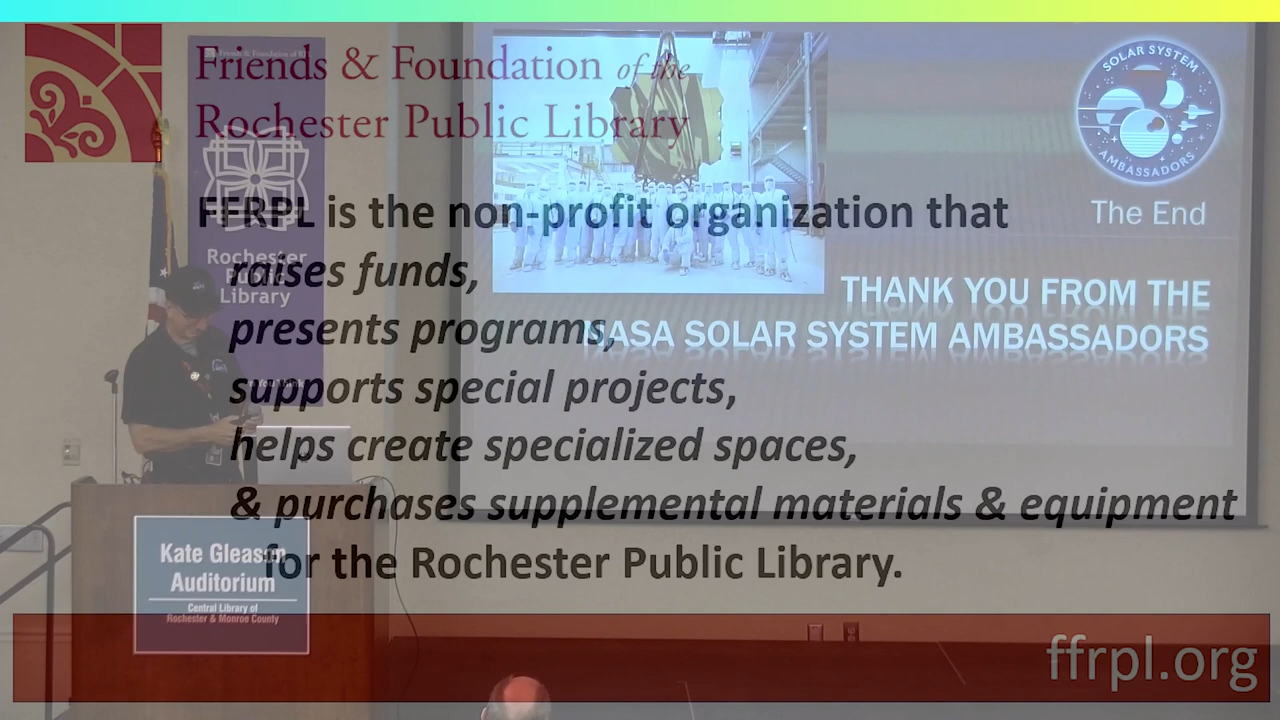 Friends & Foundation of the
Rochester Public Library
FFRPL is the non-profit organization that
raises funds,
presents programs,
supports special projects,
helps create specialized spaces,
& purchases supplemental materials & equipment
for the Rochester Public Library.
ffrpl.org
Rochester
Public
Library
SOLAR SYSTEM
AMBASSADORS
The End
THANK YOU FROM THE
NASA SOLAR SYSTEM AMBASSADORS
Kate Gleason
Auditorium
Central Library of
Rochester & Monroe County